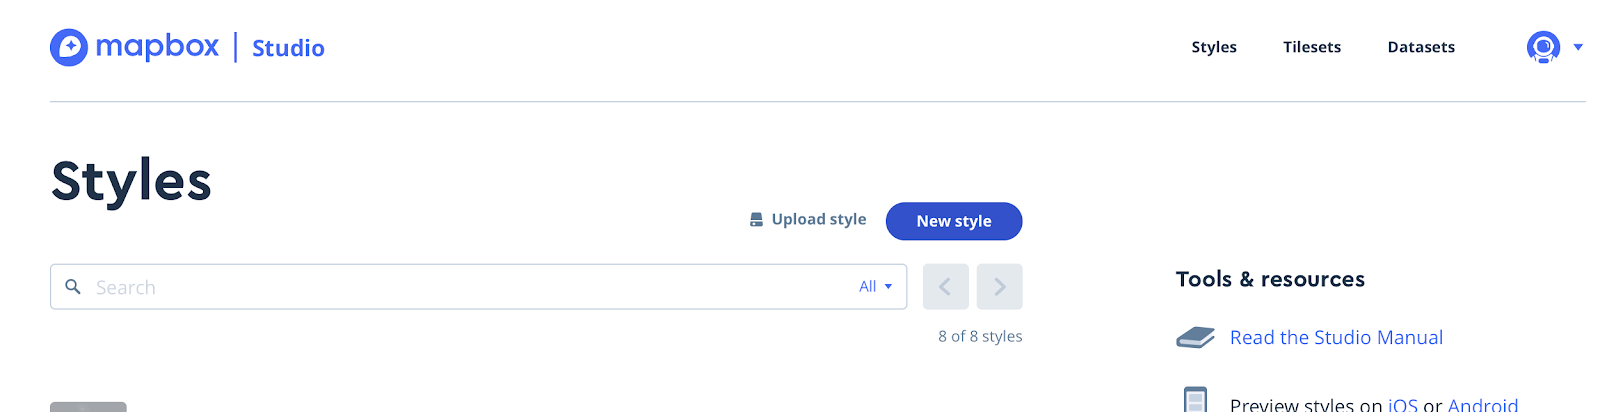 mapbox | Studio
Styles Tilesets Datasets
Styles
Upload style New style
Search All
8 of 8 styles
Tools & resources
Read the Studio Manual
Preview styles on iOS or Android